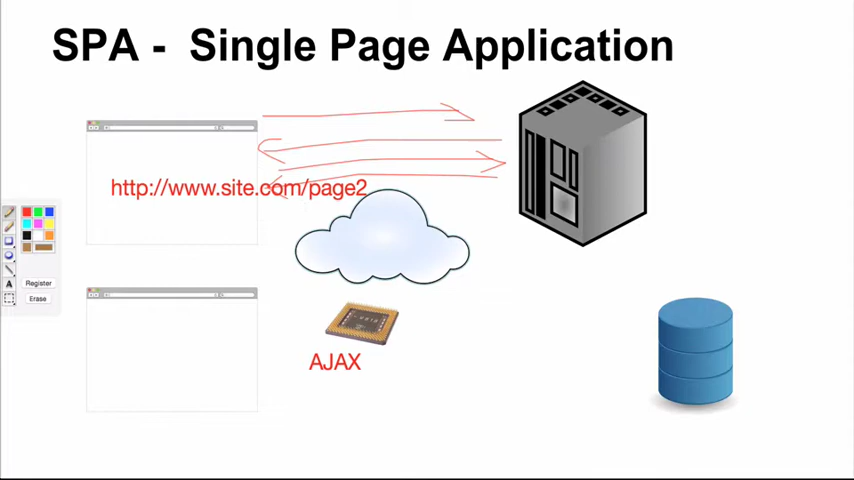 SPA - Single Page Application
http://www.site.com/page2
A
Register
Erase
AJAX